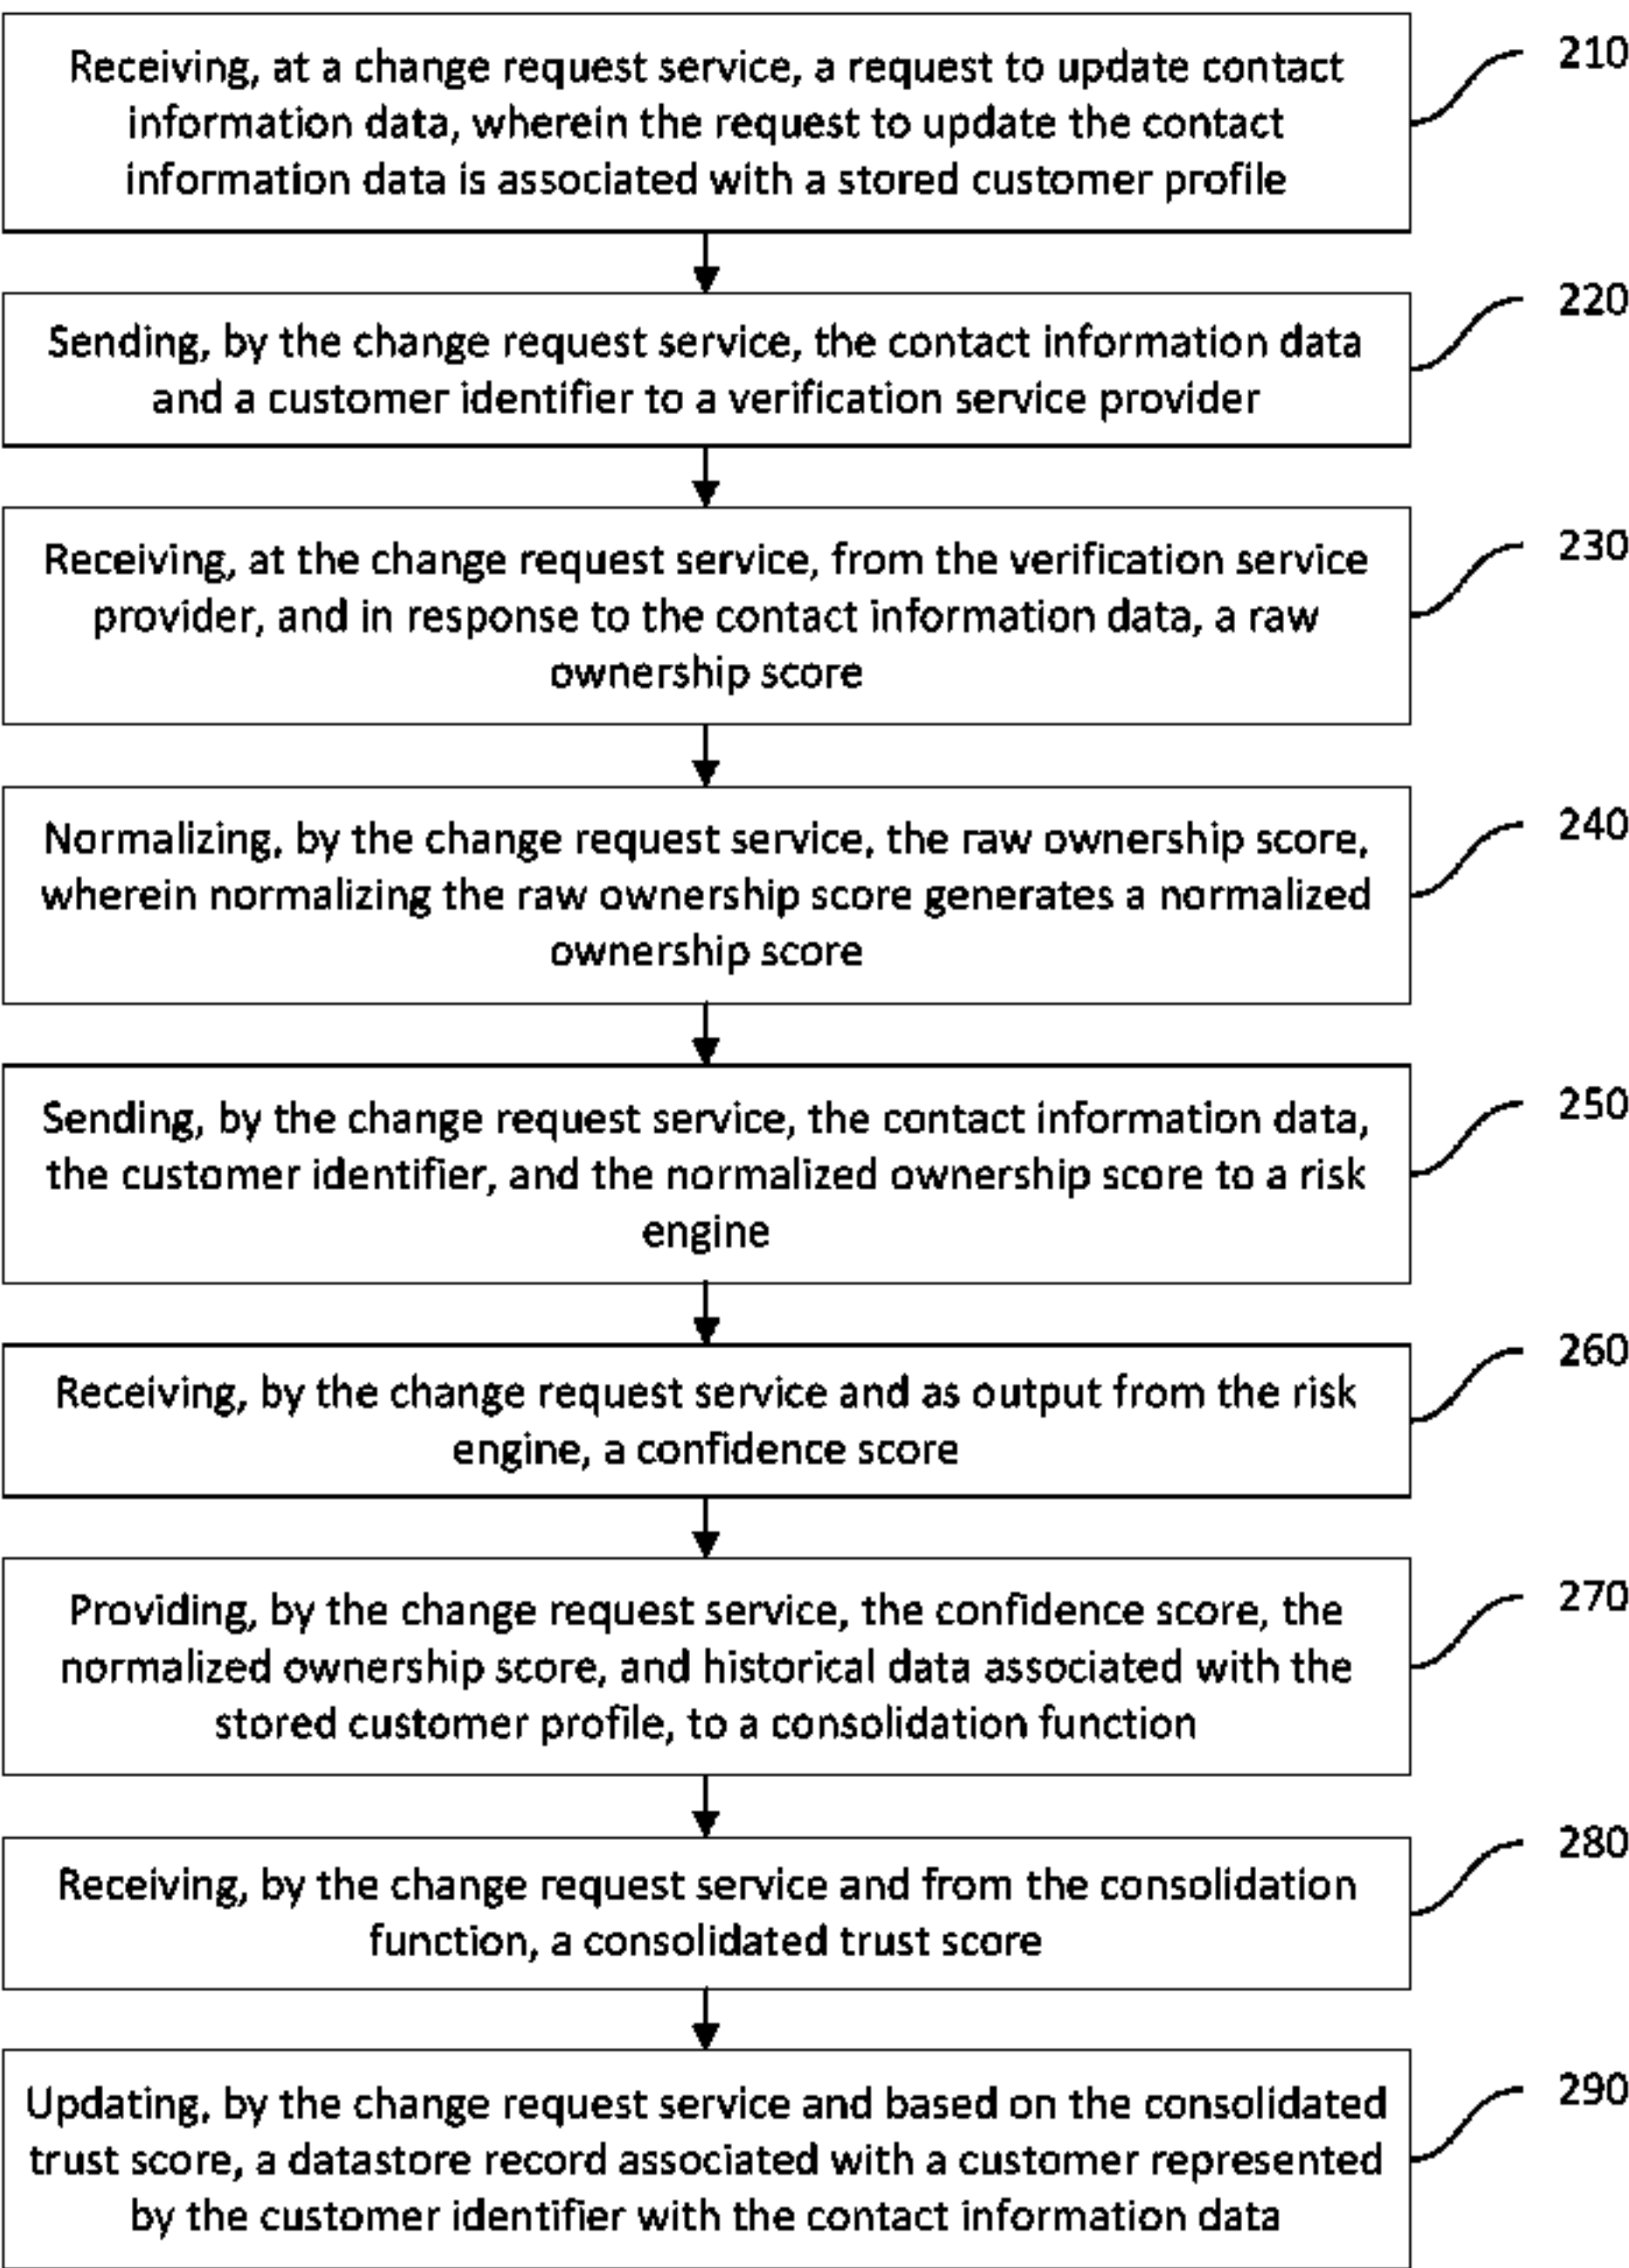 Receiving, at a change request service, a request to update contact
information data, wherein the request to update the contact
information data is associated with a stored customer profile
210
Sending, by the change request service, the contact information data
and a customer identifier to a verification service provider
220
Receiving, at the change request service, from the verification service
provider, and in response to the contact information data, a raw
ownership score
230
Normalizing, by the change request service, the raw ownership score,
wherein normalizing the raw ownership score generates a normalized
ownership score
240
Sending, by the change request service, the contact information data,
the customer identifier, and the normalized ownership score to a risk
engine
250
Receiving, by the change request service and as output from the risk
engine, a confidence score
260
Providing, by the change request service, the confidence score, the
normalized ownership score, and historical data associated with the
stored customer profile, to a consolidation function
270
Receiving, by the change request service and from the consolidation
function, a consolidated trust score
280
Updating, by the change request service and based on the consolidated
trust score, a datastore record associated with a customer represented
by the customer identifier with the contact information data
290